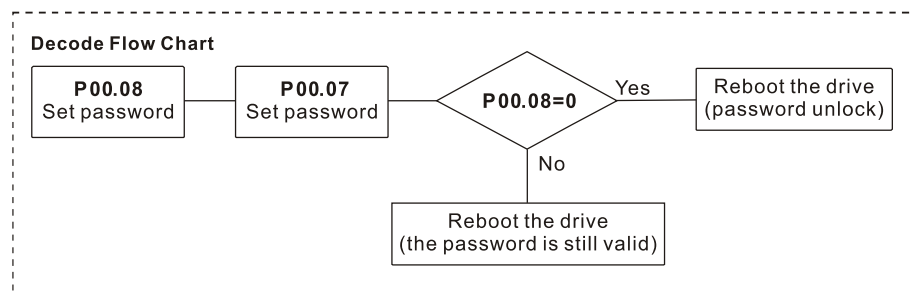 Decode Flow Chart
P00.08
Set password
P00.07
Set password
P00.08=0
Yes
Reboot the drive
(password unlock)
No
Reboot the drive
(the password is still valid)